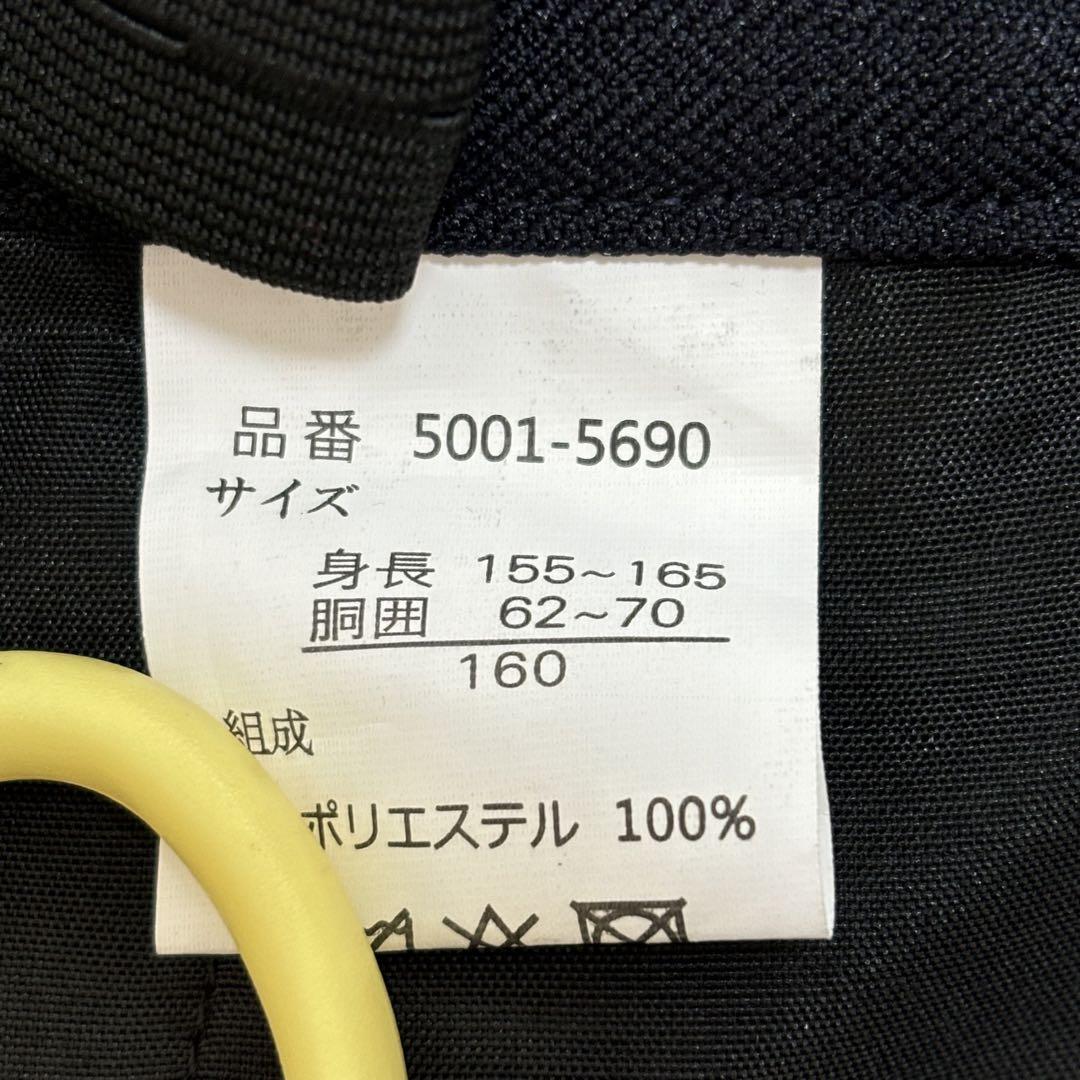 品番 5001-5690
サイズ
身長 155~165
胴囲 62~70
160
組成
ポリエステル 100%